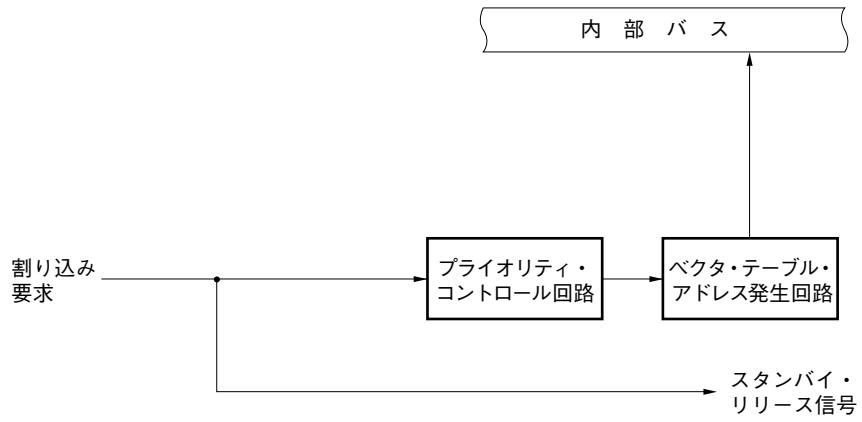 内 部 バ ス
割り込み
要求
プライオリティ・
コントロール回路
ベクタ・テーブル・
アドレス発生回路
スタンバイ・
リリース信号